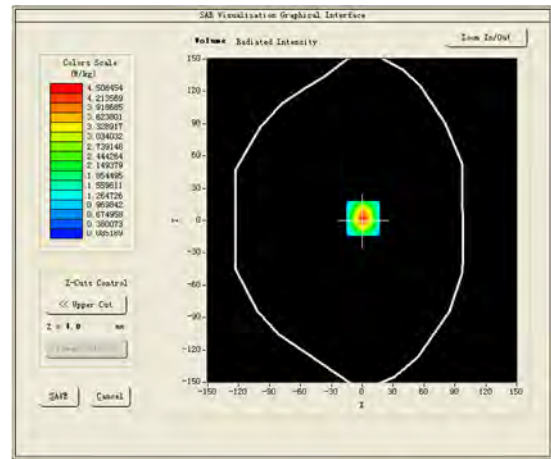 SAR Visualisation Graphical Interface
Volume Radiated Intensity
Zoom In/Out
Colors Scale
(W/kg)
4.508454
4.213569
3.918685
3.623801
3.328917
3.034032
2.739148
2.444264
2.149379
1.854495
1.559611
1.264726
0.969842
0.674958
0.380073
0.085189
150
120
90
60
30
0
-30
-60
-90
-120
-150
Y
-150 -120 -90 -60 -30 0 30 60 90 120 150
X
Z-Cuts Control
<< Upper Cut
Z = 4.0 mm
SAVE Cancel